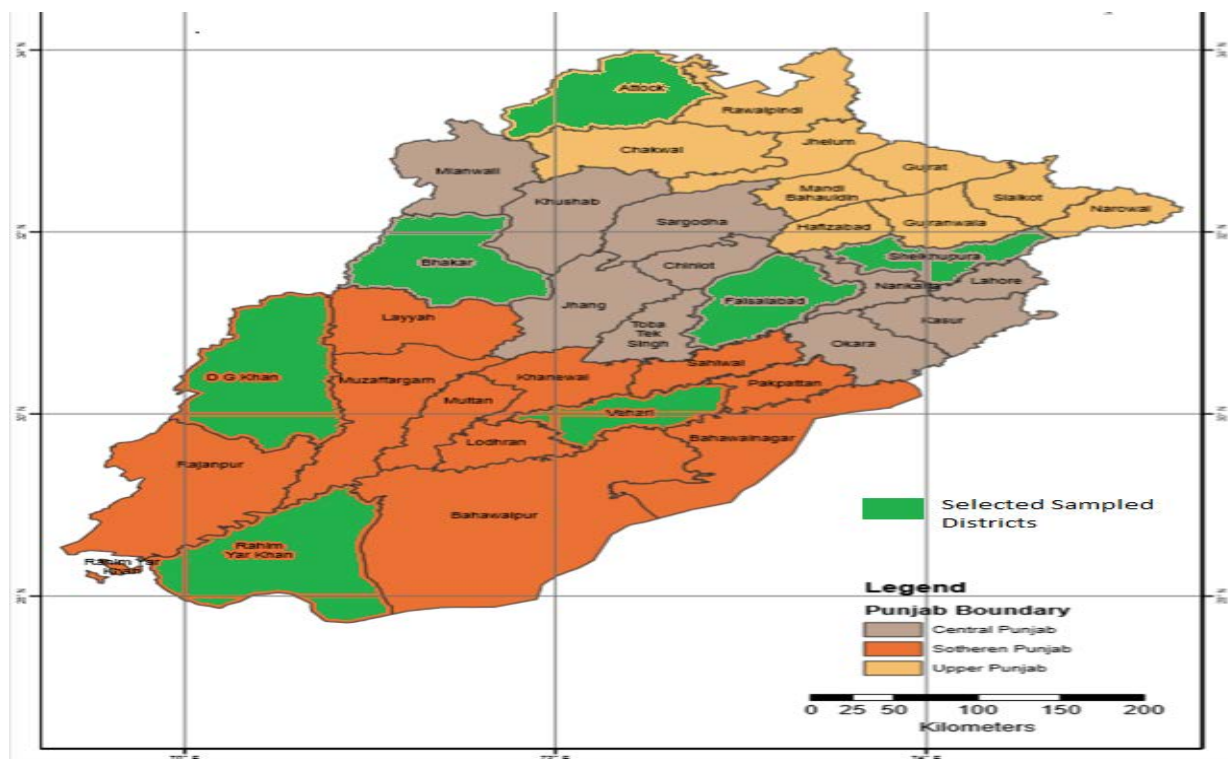 Attock
Rawalpindi
Chakwal
Jhelum
Gujrat
Mianwali
Mandi
Bahauldin
Sialkot
Narowal
Khushab
Sargodha
Hafizabad
Gujranwala
Sheikhupura
Bhakar
Chiniot
Faisalabad
Nankana
Lahore
Jhang
Layyah
Toba
Tek
Singh
Kasur
Okara
Sahiwal
D G Khan
Muzaffargarh
Khanewal
Pakpattan
Multan
Vehari
Lodhran
Bahawalnagar
Rajanpur
Bahawalpur
Rahim
Yar Khan
Rahim Yar
Khan
Selected Sampled
Districts
Legend
Punjab Boundary
Central Punjab
Sotheren Punjab
Upper Punjab
0 25 50 100 150 200
Kilometers